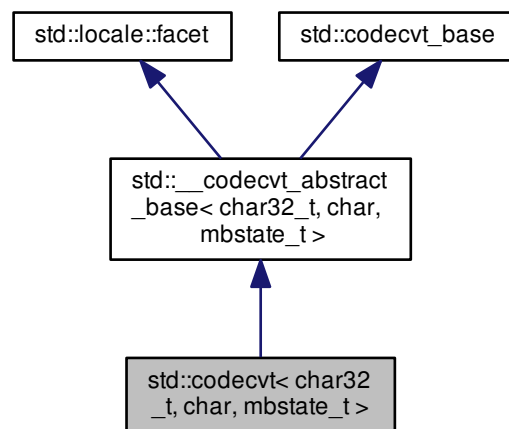 std::locale::facet
std::codecvt_base
std::__codecvt_abstract
_base< char32_t, char,
mbstate_t >
std::codecvt< char32
_t, char, mbstate_t >